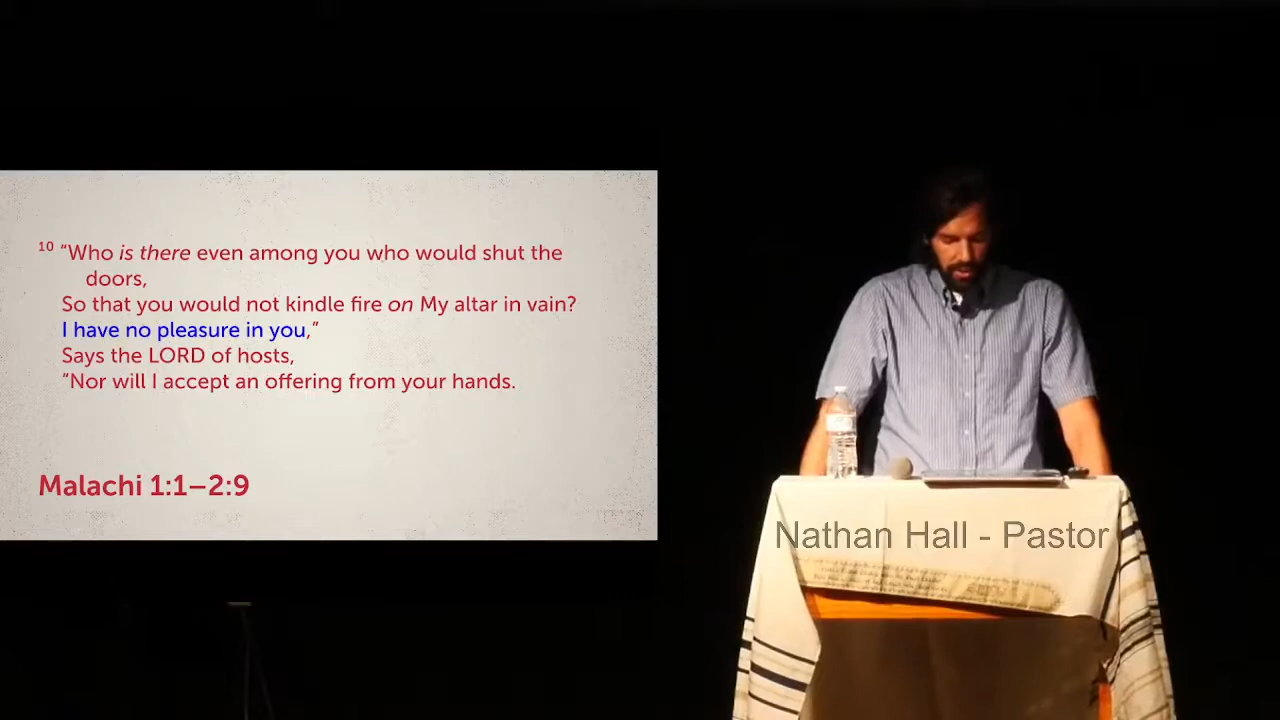 10 “Who is there even among you who would shut the
doors,
So that you would not kindle fire on My altar in vain?
I have no pleasure in you,”
Says the LORD of hosts,
“Nor will I accept an offering from your hands.
Malachi 1:1–2:9
Nathan Hall - Pastor